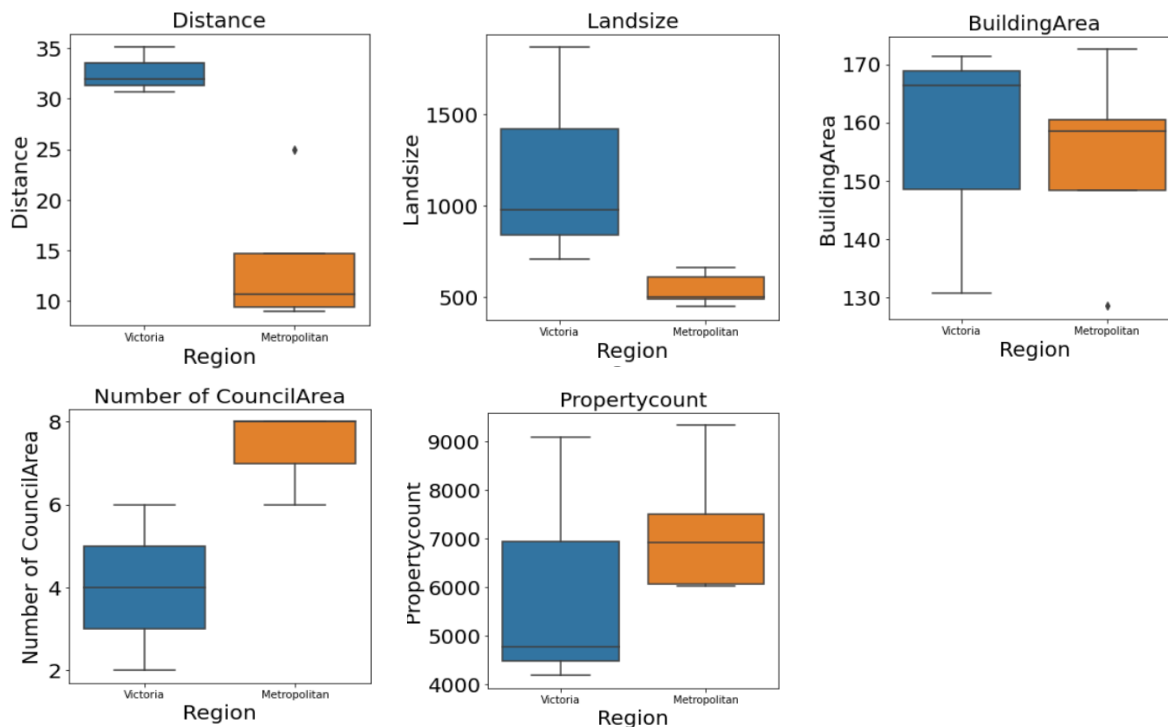 Distance
Distance
35
30
25
20
15
10
Victoria
Metropolitan
Region
Landsize
Landsize
1500
1000
500
Victoria
Metropolitan
Region
BuildingArea
BuildingArea
170
160
150
140
130
Victoria
Metropolitan
Region
Number of CouncilArea
Number of CouncilArea
8
6
4
2
Victoria
Metropolitan
Region
Propertycount
Propertycount
9000
8000
7000
6000
5000
4000
Victoria
Metropolitan
Region